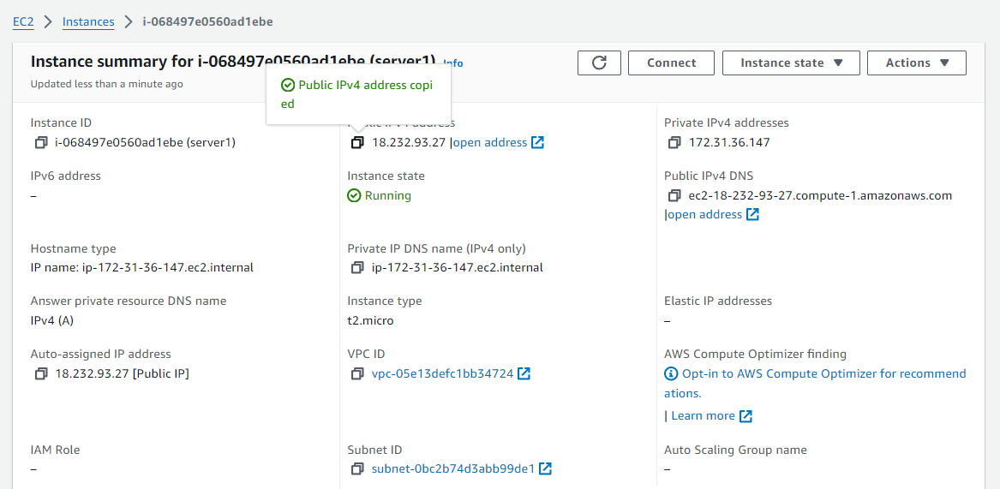 EC2 Instances i-068497e0560ad1ebe
Instance summary for i-068497e0560ad1ebe (server1) Info
Updated less than a minute ago
Connect
Instance state
Actions
Public IPv4 address copi
ed
Instance ID
i-068497e0560ad1ebe (server1)
Public IPv4 address
18.232.93.27 |open address
Private IPv4 addresses
172.31.36.147
IPv6 address
–
Instance state
Running
Public IPv4 DNS
ec2-18-232-93-27.compute-1.amazonaws.com
|open address
Hostname type
IP name: ip-172-31-36-147.ec2.internal
Private IP DNS name (IPv4 only)
ip-172-31-36-147.ec2.internal
Answer private resource DNS name
IPv4 (A)
Instance type
t2.micro
Elastic IP addresses
–
Auto-assigned IP address
18.232.93.27 [Public IP]
VPC ID
vpc-05e13defc1bb34724
AWS Compute Optimizer finding
Opt-in to AWS Compute Optimizer for recommend
ations.
| Learn more
IAM Role
–
Subnet ID
subnet-0bc2b74d3abb99de1
Auto Scaling Group name
–